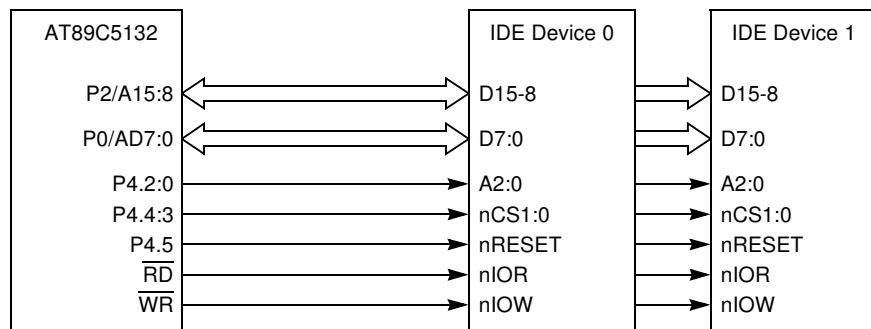 AT89C5132 IDE Device 0 IDE Device 1
P2/A15:8 D15-8 D15-8
P0/AD7:0 D7:0 D7:0
P4.2:0 A2:0 A2:0
P4.4:3 nCS1:0 nCS1:0
P4.5 nRESET nRESET
RD nIOR nIOR
WR nIOW nIOW